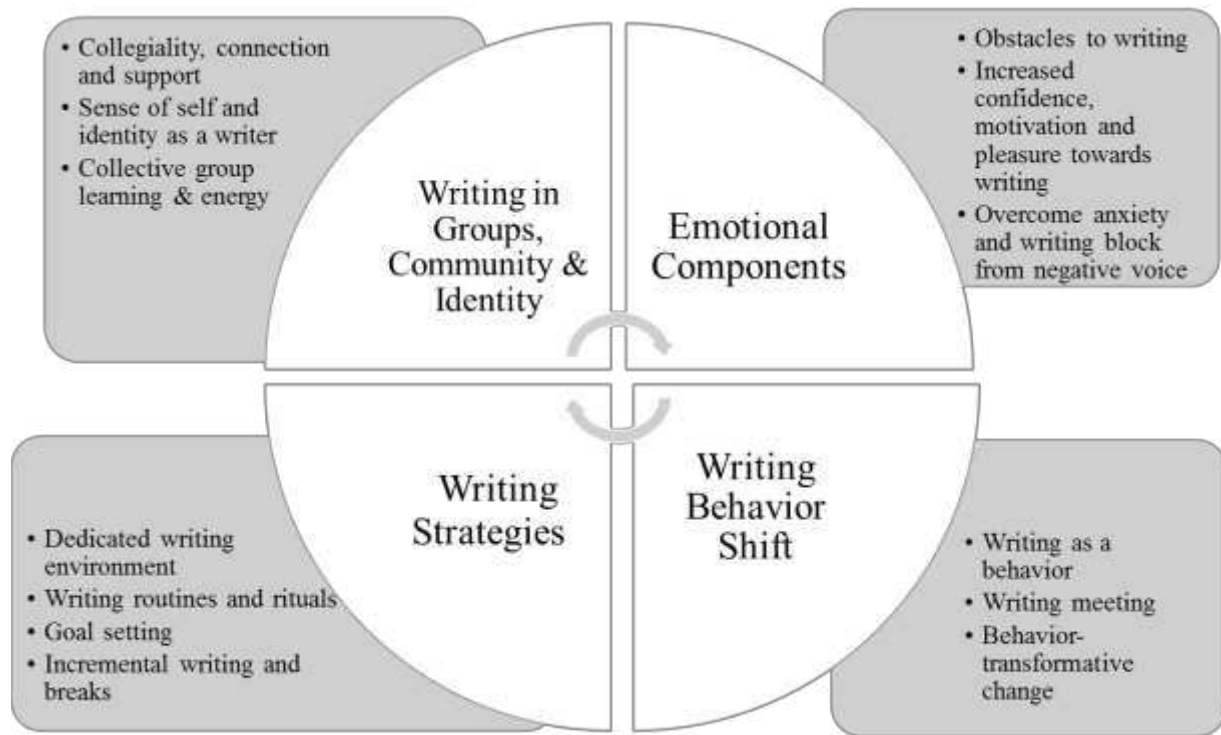 • Collegiality, connection
and support
• Sense of self and
identity as a writer
• Collective group
learning & energy
Writing in
Groups,
Community &
Identity
Emotional
Components
• Obstacles to writing
• Increased
confidence,
motivation and
pleasure towards
writing
• Overcome anxiety
and writing block
from negative voice
• Dedicated writing
environment
• Writing routines and rituals
• Goal setting
• Incremental writing and
breaks
Writing
Strategies
Writing
Behavior
Shift
• Writing as a
behavior
• Writing meeting
• Behavior-
transformative
change